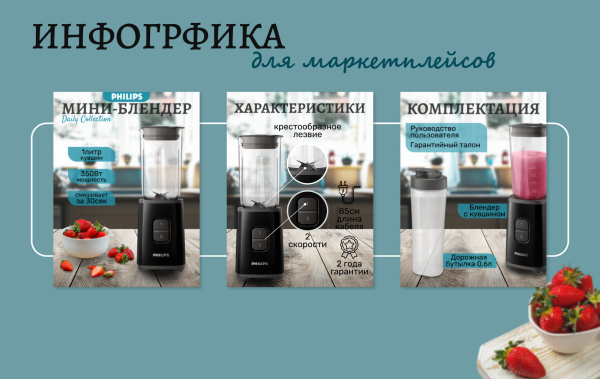 ИНФОГРФИКА
для маркетплейсов
PHILIPS
МИНИ-БЛЕНДЕР
Daily Collection
1литр
кувшин
350Вт
мощность
смешивает
за 30сек
PHILIPS
ХАРАКТЕРИСТИКИ
крестообразное
лезвие
85см
длина
кабеля
2
скорости
2 года
гарантии
PHILIPS
КОМПЛЕКТАЦИЯ
Руководство
пользователя
Гарантийный талон
Блендер
с кувшином
Дорожная
бутылка 0,6л
PHILIPS